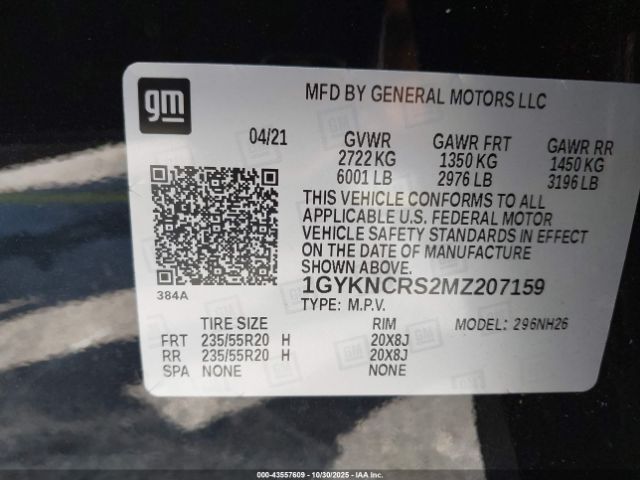 gm
MFD BY GENERAL MOTORS LLC
04/21 GVWR GAWR FRT GAWR RR
2722 KG 1350 KG 1450 KG
6001 LB 2976 LB 3196 LB
THIS VEHICLE CONFORMS TO ALL
APPLICABLE U.S. FEDERAL MOTOR
VEHICLE SAFETY STANDARDS IN EFFECT
ON THE DATE OF MANUFACTURE
SHOWN ABOVE.
1GYKNCRS2MZ207159
384A
TYPE: M.P.V.
TIRE SIZE RIM MODEL: 296NH26
FRT 235/55R20 H 20X8J
RR 235/55R20 H 20X8J
SPA NONE NONE
000-43557609 - 10/30/2025 - IAA Inc.